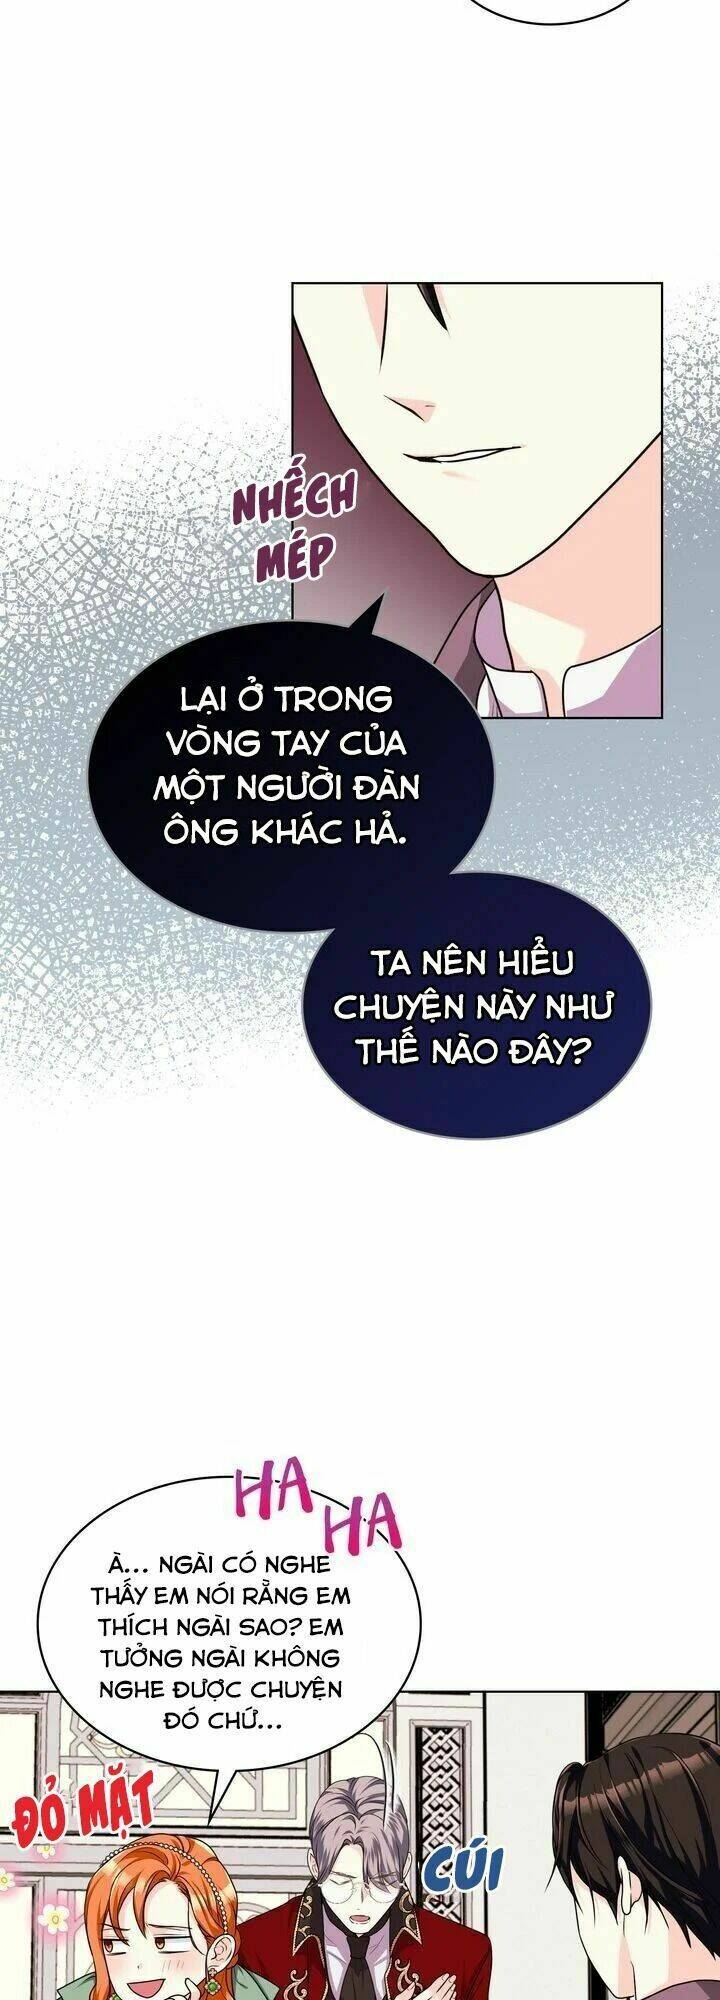 NHẾCH
MÉP
LẠI Ở TRONG
VÒNG TAY CỦA
MỘT NGƯỜI ĐÀN
ÔNG KHÁC HẢ.
TA NÊN HIỂU
CHUYỆN NÀY NHƯ
THẾ NÀO ĐÂY?
HA
HA
À... NGÀI CÓ NGHE
THẤY EM NÓI RẰNG EM
THÍCH NGÀI SAO? EM
TƯỞNG NGÀI KHÔNG
NGHE ĐƯỢC CHUYỆN
ĐÓ CHỨ...
ĐỎ MẶT
CÚI